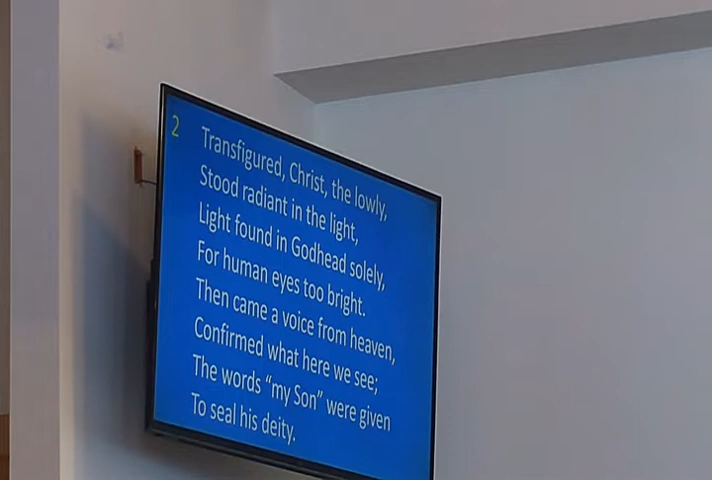 2
Transfigured, Christ, the lowly,
Stood radiant in the light,
Light found in Godhead solely,
For human eyes too bright.
Then came a voice from heaven,
Confirmed what here we see;
The words “my Son” were given
To seal his deity.